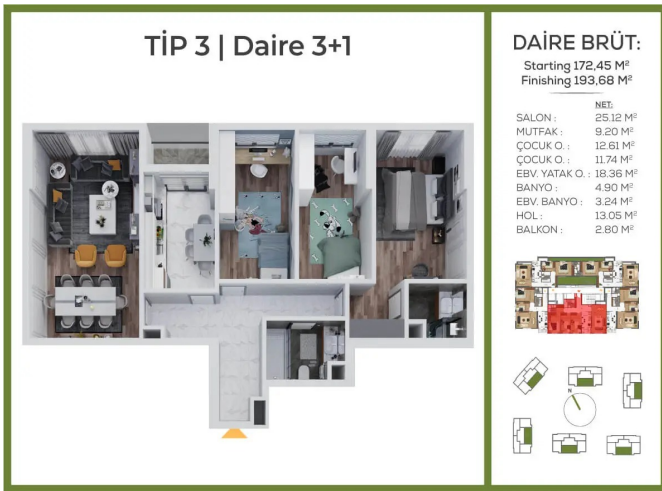 TİP 3 | Daire 3+1
DAİRE BRÜT:
Starting 172,45 M²
Finishing 193,68 M²
NET:
SALON : 25.12 M²
MUTFAK : 9.20 M²
ÇOCUK O. : 12.61 M²
ÇOCUK O. : 11.74 M²
EBV. YATAK O. : 18.36 M²
BANYO : 4.90 M²
EBV. BANYO : 3.24 M²
HOL : 13.05 M²
BALKON : 2.80 M²
N